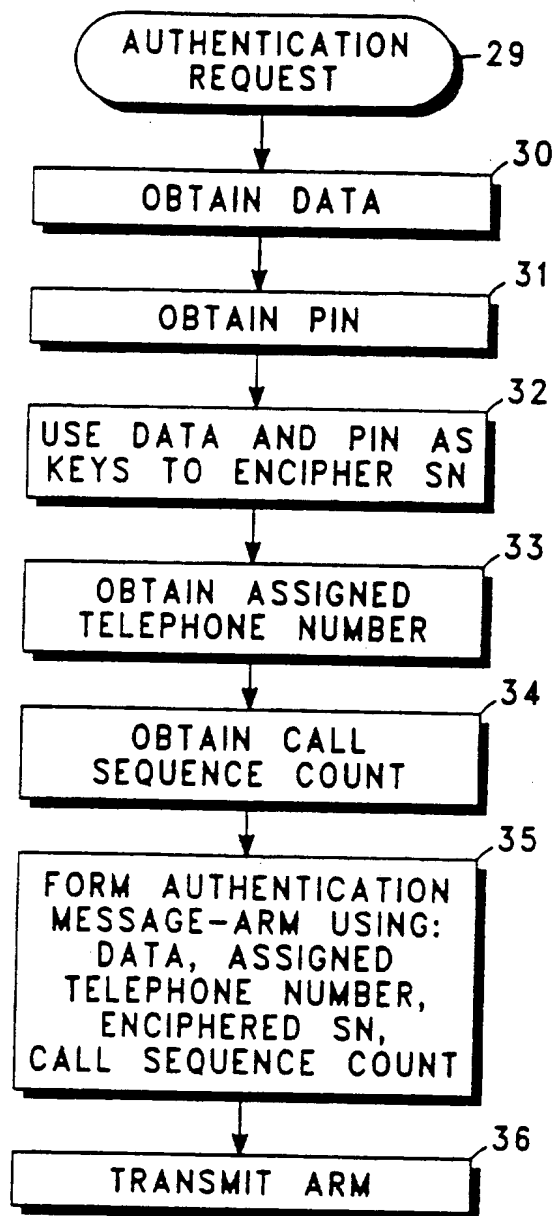 AUTHENTICATION
REQUEST
29
30
OBTAIN DATA
31
OBTAIN PIN
32
USE DATA AND PIN AS
KEYS TO ENCIPHER SN
33
OBTAIN ASSIGNED
TELEPHONE NUMBER
34
OBTAIN CALL
SEQUENCE COUNT
35
FORM AUTHENTICATION
MESSAGE-ARM USING:
DATA, ASSIGNED
TELEPHONE NUMBER,
ENCIPHERED SN,
CALL SEQUENCE COUNT
36
TRANSMIT ARM